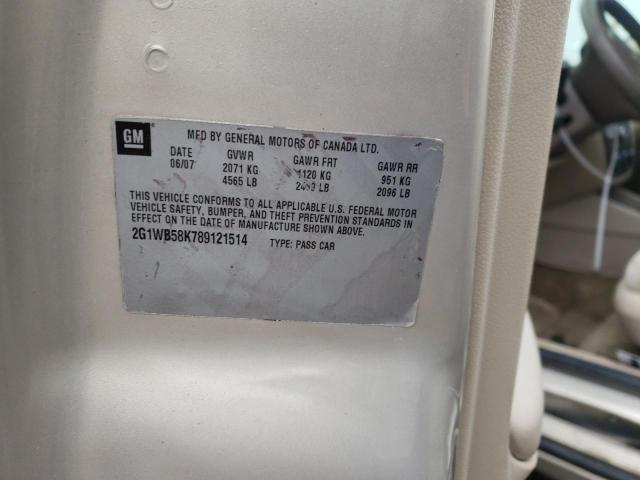 GM
MFD BY GENERAL MOTORS OF CANADA LTD.
DATE GVWR GAWR FRT GAWR RR
06/07 2071 KG 1120 KG 951 KG
4565 LB 2469 LB 2096 LB
THIS VEHICLE CONFORMS TO ALL APPLICABLE U.S. FEDERAL MOTOR
VEHICLE SAFETY, BUMPER, AND THEFT PREVENTION STANDARDS IN
EFFECT ON THE DATE OF MANUFACTURE SHOWN ABOVE.
2G1WB58K789121514 TYPE: PASS CAR